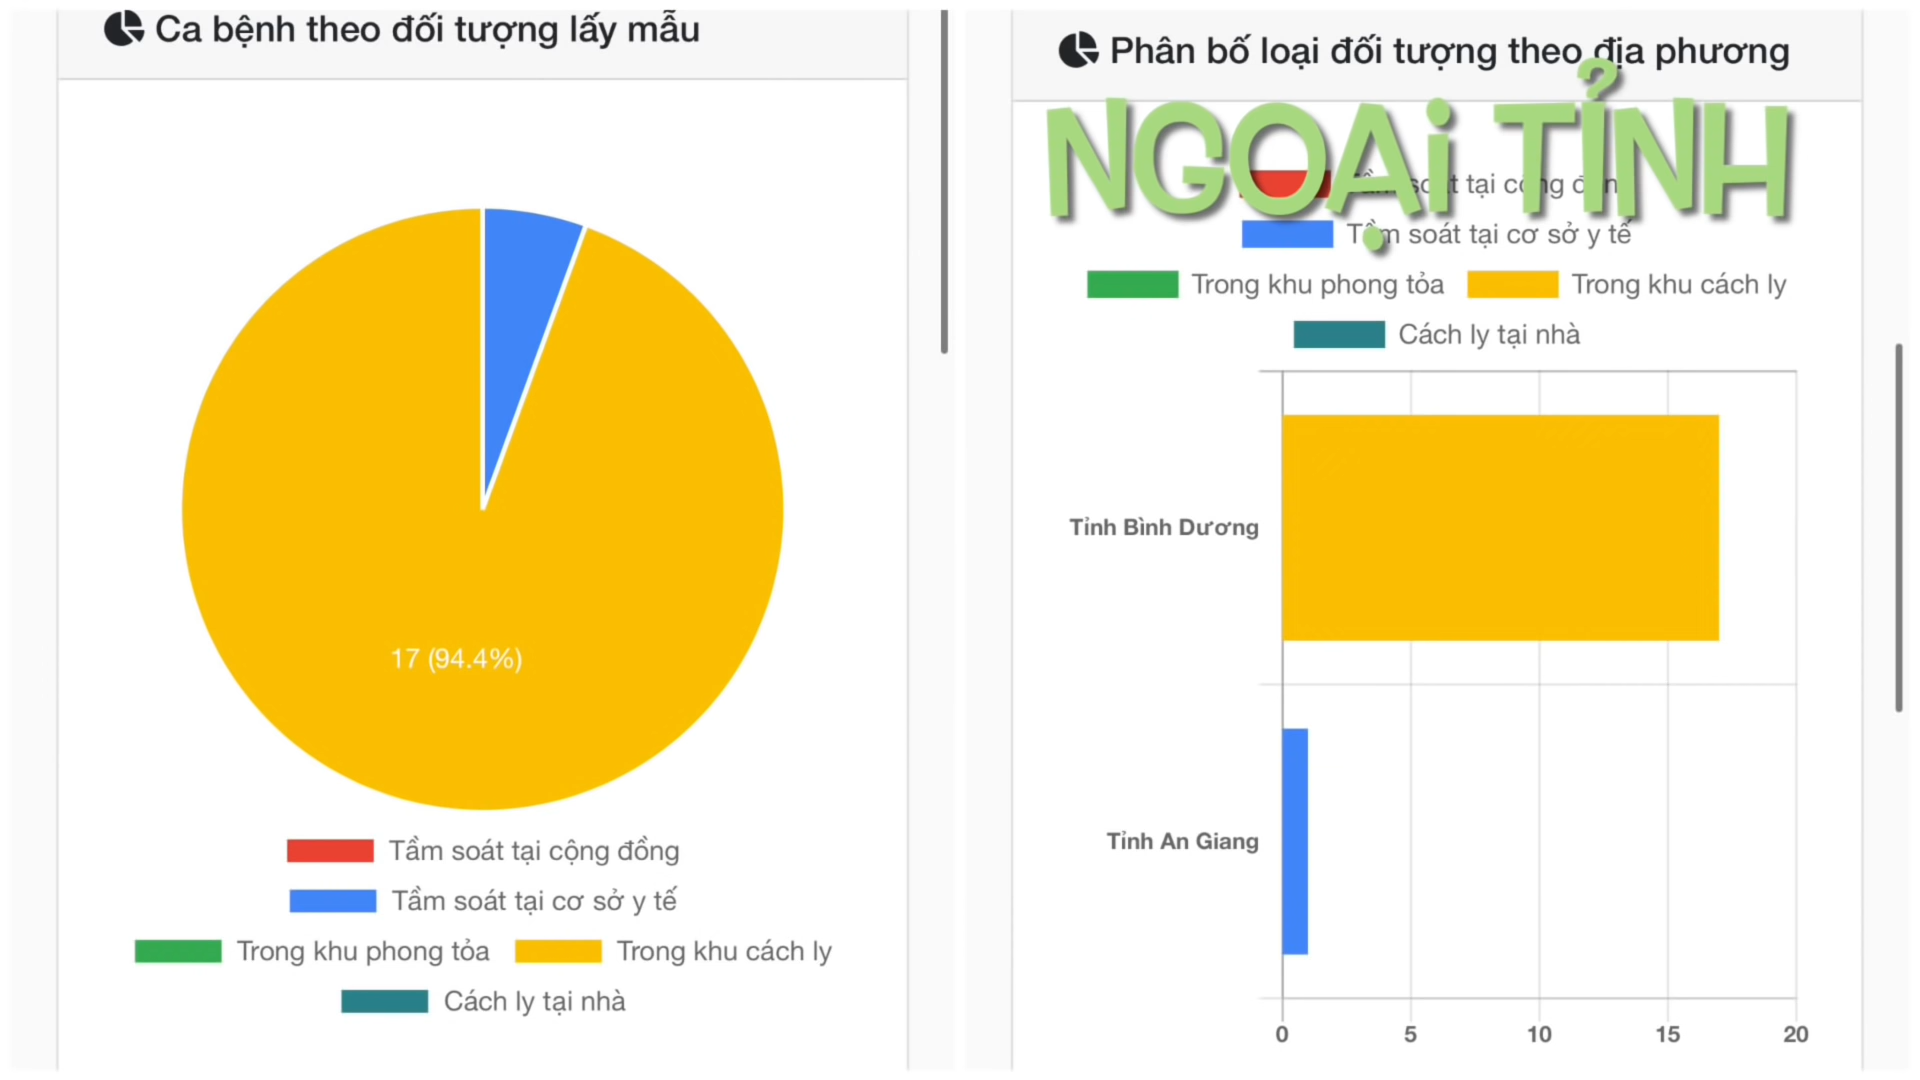 Ca bệnh theo đối tượng lấy mẫu
17 (94.4%)
Tầm soát tại cộng đồng
Tầm soát tại cơ sở y tế
Trong khu phong tỏa Trong khu cách ly
Cách ly tại nhà
Phân bố loại đối tượng theo địa phương
NGOẠi TỈNH
tại
Tầm soát tại cơ sở y tế
Trong khu phong tỏa Trong khu cách ly
Cách ly tại nhà
Tỉnh Bình Dương
Tỉnh An Giang
0 5 10 15 20